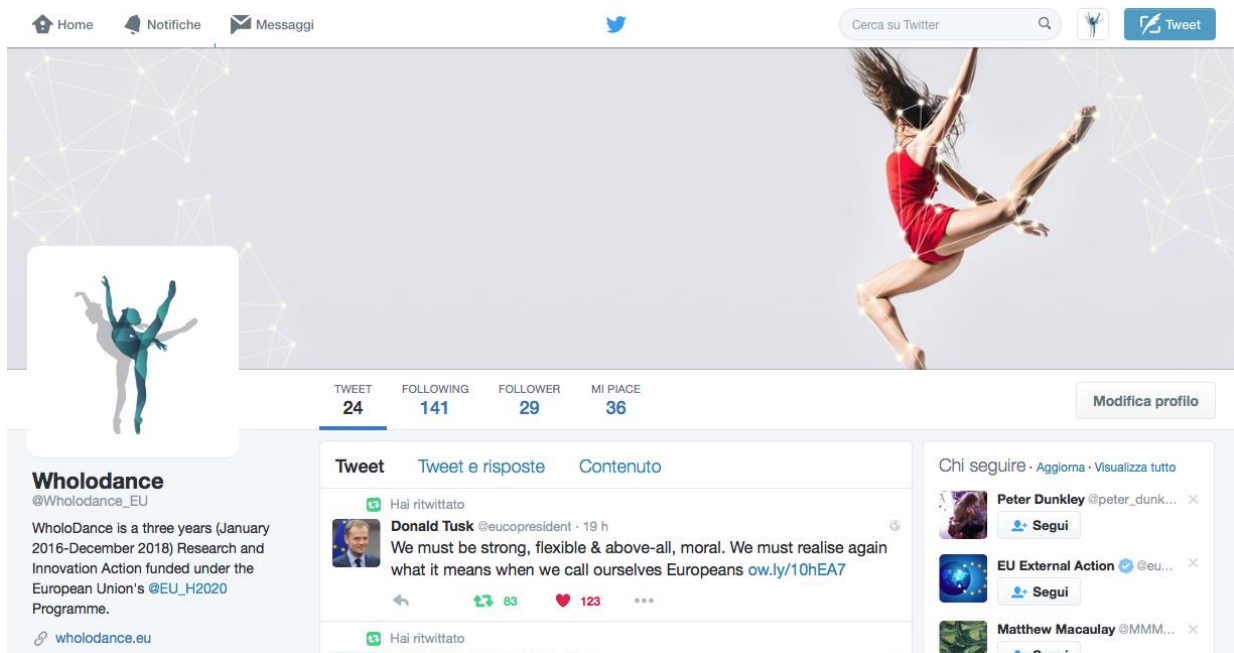 Home Notifiche Messaggi Cerca su Twitter Tweet
TWEET FOLLOWING FOLLOWER MI PIACE
24 141 29 36
Modifica profilo
Wholodance
@Wholodance_EU
WholoDance is a three years (January
2016-December 2018) Research and
Innovation Action funded under the
European Union's @EU_H2020
Programme.
wholodance.eu
Tweet Tweet e risposte Contenuto
Hai ritwittato
Donald Tusk @eucopresident · 19 h
We must be strong, flexible & above-all, moral. We must realise again
what it means when we call ourselves Europeans ow.ly/10hEA7
83 123
Hai ritwittato
Chi seguire · Aggiorna · Visualizza tutto
Peter Dunkley @peter_dunk...
Segui
EU External Action @eu...
Segui
Matthew Macaulay @MMM...